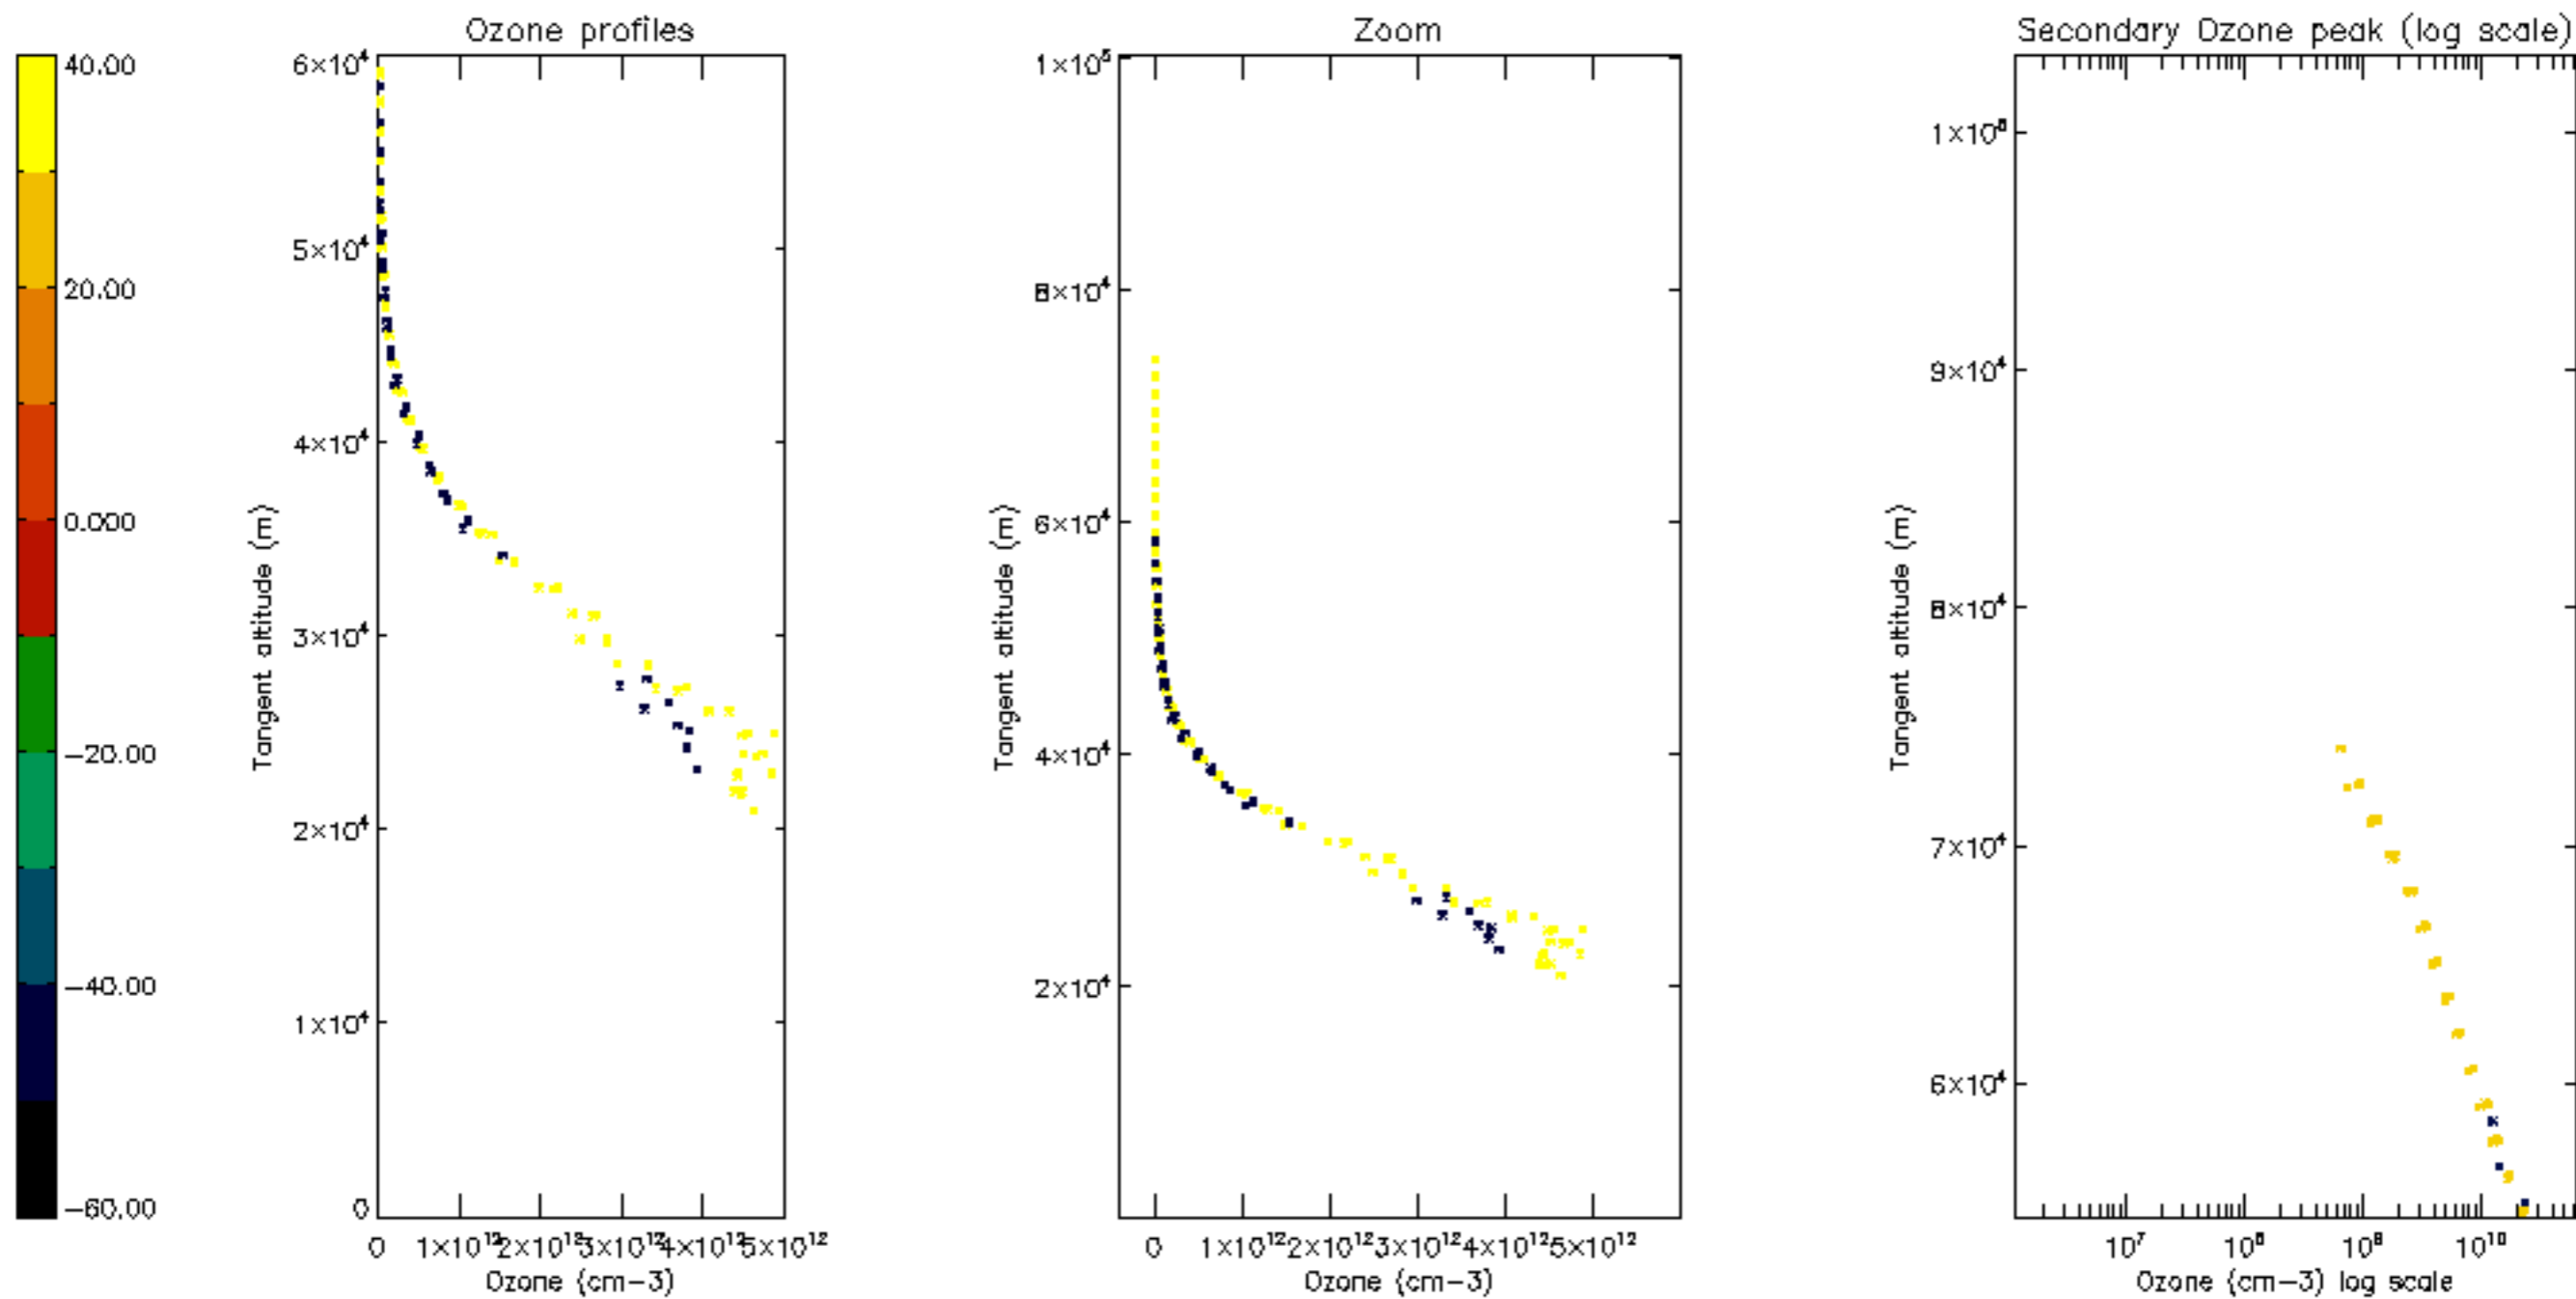 Ozone profiles
Zoom
Secondary Ozone peak (log scale)
40.00
20.00
0.000
−20.00
−40.00
−60.00
6×10⁴
5×10⁴
4×10⁴
3×10⁴
2×10⁴
1×10⁴
0
Tangent altitude (m)
0 1×10¹² 2×10¹² 3×10¹² 4×10¹² 5×10¹²
Ozone (cm−3)
1×10⁵
8×10⁴
6×10⁴
4×10⁴
2×10⁴
Tangent altitude (m)
0 1×10¹² 2×10¹² 3×10¹² 4×10¹² 5×10¹²
Ozone (cm−3)
1×10⁵
9×10⁴
8×10⁴
7×10⁴
6×10⁴
Tangent altitude (m)
10⁷ 10⁸ 10⁹ 10¹⁰
Ozone (cm−3) log scale